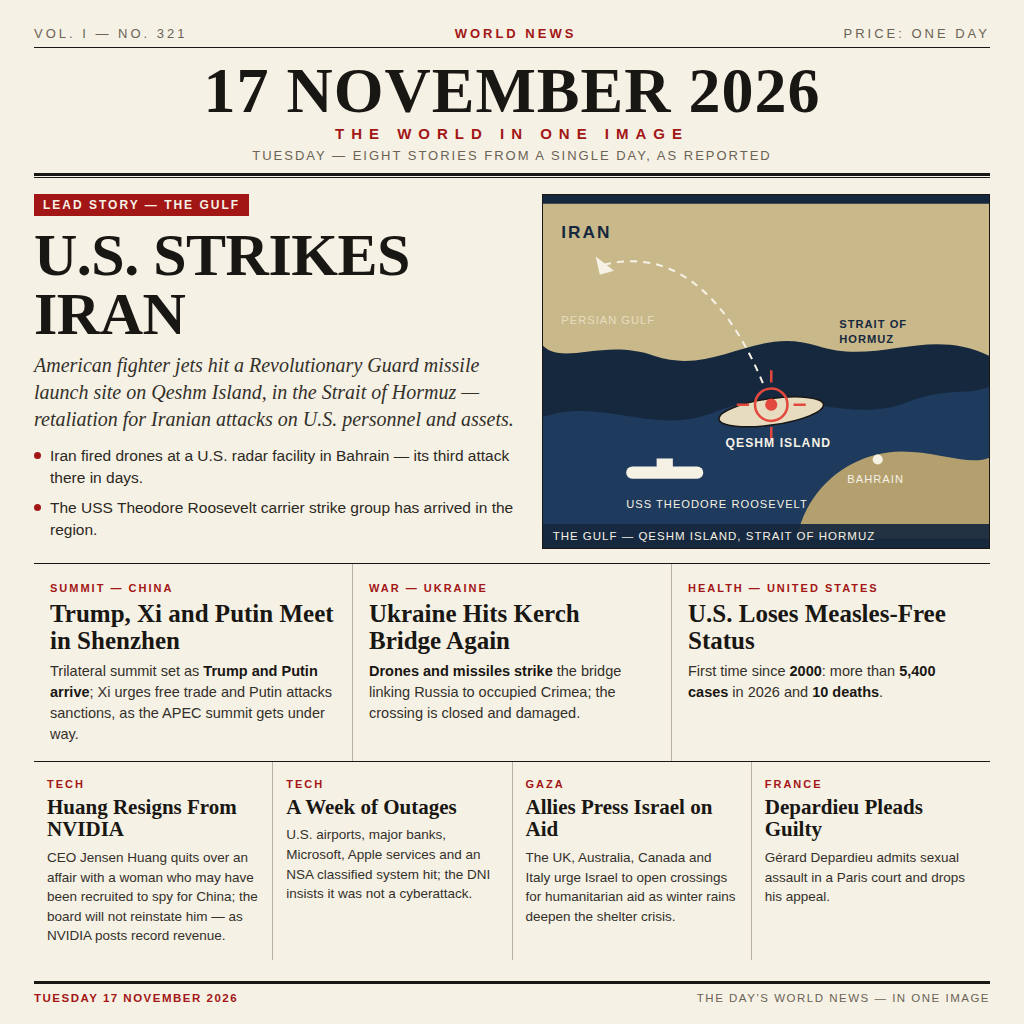 VOL. I — NO. 321
WORLD NEWS
PRICE: ONE DAY
17 NOVEMBER 2026
THE WORLD IN ONE IMAGE
TUESDAY — EIGHT STORIES FROM A SINGLE DAY, AS REPORTED
LEAD STORY — THE GULF
U.S. STRIKES
IRAN
American fighter jets hit a Revolutionary Guard missile
launch site on Qeshm Island, in the Strait of Hormuz —
retaliation for Iranian attacks on U.S. personnel and assets.
Iran fired drones at a U.S. radar facility in Bahrain — its third attack
there in days.
The USS Theodore Roosevelt carrier strike group has arrived in the
region.
IRAN
PERSIAN GULF
STRAIT OF
HORMUZ
QESHM ISLAND
BAHRAIN
USS THEODORE ROOSEVELT
THE GULF — QESHM ISLAND, STRAIT OF HORMUZ
SUMMIT — CHINA
Trump, Xi and Putin Meet
in Shenzhen
Trilateral summit set as Trump and Putin
arrive; Xi urges free trade and Putin attacks
sanctions, as the APEC summit gets under
way.
WAR — UKRAINE
Ukraine Hits Kerch
Bridge Again
Drones and missiles strike the bridge
linking Russia to occupied Crimea; the
crossing is closed and damaged.
HEALTH — UNITED STATES
U.S. Loses Measles-Free
Status
First time since 2000: more than 5,400
cases in 2026 and 10 deaths.
TECH
Huang Resigns From
NVIDIA
CEO Jensen Huang quits over an
affair with a woman who may have
been recruited to spy for China; the
board will not reinstate him — as
NVIDIA posts record revenue.
TECH
A Week of Outages
U.S. airports, major banks,
Microsoft, Apple services and an
NSA classified system hit; the DNI
insists it was not a cyberattack.
GAZA
Allies Press Israel on
Aid
The UK, Australia, Canada and
Italy urge Israel to open crossings
for humanitarian aid as winter rains
deepen the shelter crisis.
FRANCE
Depardieu Pleads
Guilty
Gérard Depardieu admits sexual
assault in a Paris court and drops
his appeal.
TUESDAY 17 NOVEMBER 2026
THE DAY'S WORLD NEWS — IN ONE IMAGE